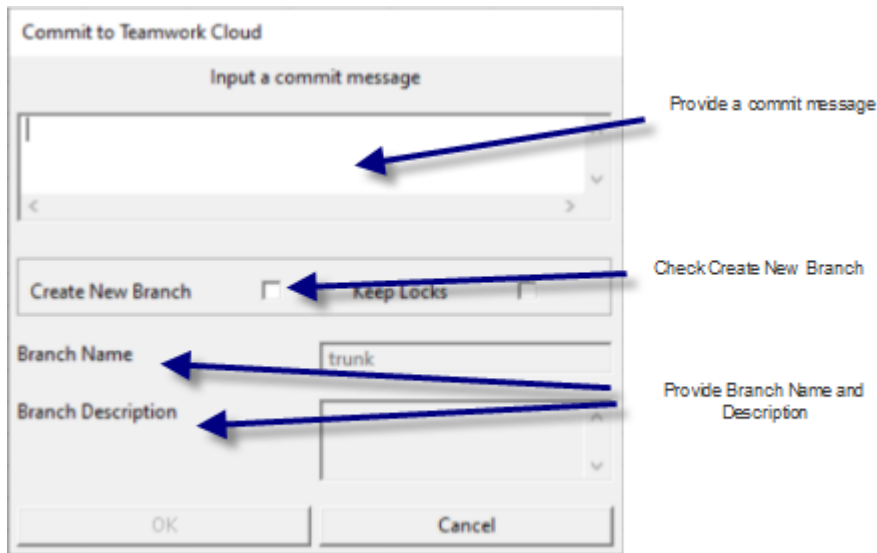 Commit to Teamwork Cloud
Input a commit message
Provide a commit message
Check Create New Branch
Create New Branch
Keep Locks
Branch Name
trunk
Provide Branch Name and
Description
Branch Description
OK
Cancel